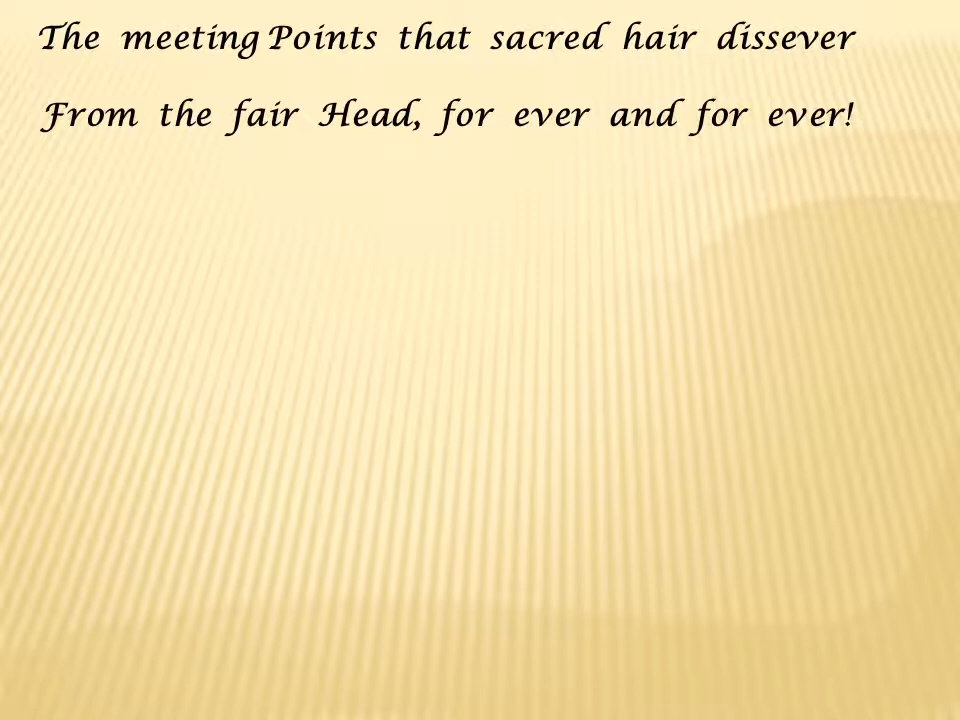 The meeting Points that sacred hair dissever
From the fair Head, for ever and for ever!